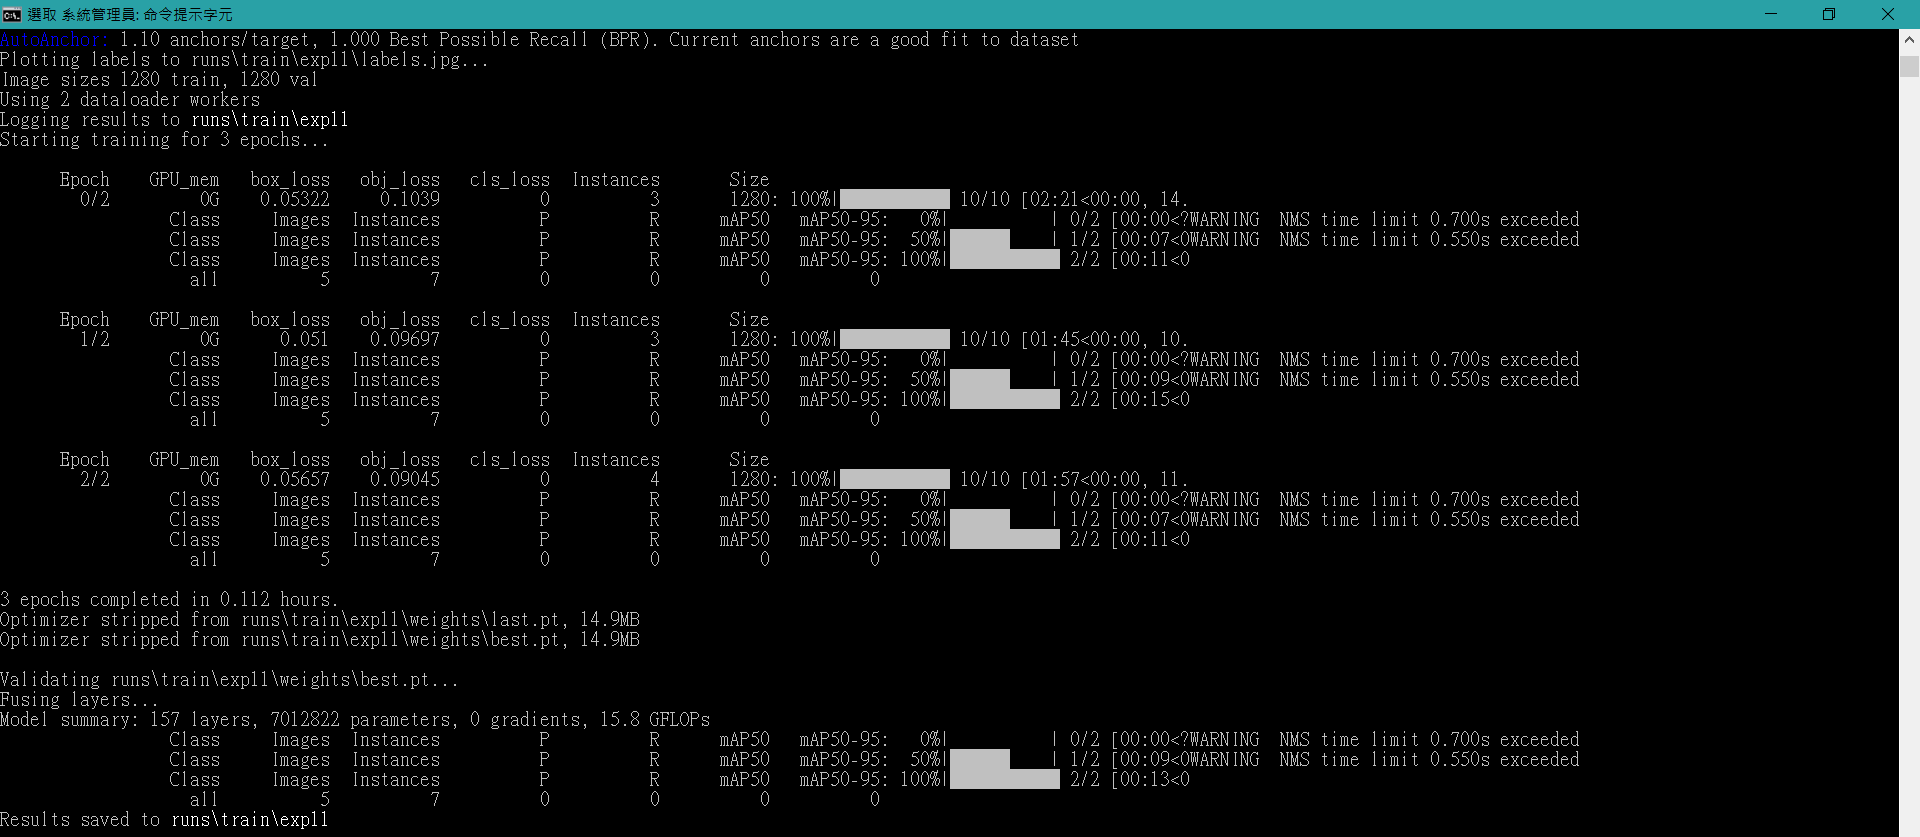 選取 系統管理員: 命令提示字元
AutoAnchor: 1.10 anchors/target, 1.000 Best Possible Recall (BPR). Current anchors are a good fit to dataset
Plotting labels to runs\train\exp11\labels.jpg...
Image sizes 1280 train, 1280 val
Using 2 dataloader workers
Logging results to runs\train\exp11
Starting training for 3 epochs...
Epoch GPU_mem box_loss obj_loss cls_loss Instances Size
0/2 0G 0.05322 0.1039 0 3 1280: 100%| 10/10 [02:21<00:00, 14.
Class Images Instances P R mAP50 mAP50-95: 0%| | 0/2 [00:00<?WARNING NMS time limit 0.700s exceeded
Class Images Instances P R mAP50 mAP50-95: 50%| | 1/2 [00:07<0WARNING NMS time limit 0.550s exceeded
Class Images Instances P R mAP50 mAP50-95: 100%| 2/2 [00:11<0
all 5 7 0 0 0 0
Epoch GPU_mem box_loss obj_loss cls_loss Instances Size
1/2 0G 0.051 0.09697 0 3 1280: 100%| 10/10 [01:45<00:00, 10.
Class Images Instances P R mAP50 mAP50-95: 0%| | 0/2 [00:00<?WARNING NMS time limit 0.700s exceeded
Class Images Instances P R mAP50 mAP50-95: 50%| | 1/2 [00:09<0WARNING NMS time limit 0.550s exceeded
Class Images Instances P R mAP50 mAP50-95: 100%| 2/2 [00:15<0
all 5 7 0 0 0 0
Epoch GPU_mem box_loss obj_loss cls_loss Instances Size
2/2 0G 0.05657 0.09045 0 4 1280: 100%| 10/10 [01:57<00:00, 11.
Class Images Instances P R mAP50 mAP50-95: 0%| | 0/2 [00:00<?WARNING NMS time limit 0.700s exceeded
Class Images Instances P R mAP50 mAP50-95: 50%| | 1/2 [00:07<0WARNING NMS time limit 0.550s exceeded
Class Images Instances P R mAP50 mAP50-95: 100%| 2/2 [00:11<0
all 5 7 0 0 0 0
3 epochs completed in 0.112 hours.
Optimizer stripped from runs\train\exp11\weights\last.pt, 14.9MB
Optimizer stripped from runs\train\exp11\weights\best.pt, 14.9MB
Validating runs\train\exp11\weights\best.pt...
Fusing layers...
Model summary: 157 layers, 7012822 parameters, 0 gradients, 15.8 GFLOPs
Class Images Instances P R mAP50 mAP50-95: 0%| | 0/2 [00:00<?WARNING NMS time limit 0.700s exceeded
Class Images Instances P R mAP50 mAP50-95: 50%| | 1/2 [00:09<0WARNING NMS time limit 0.550s exceeded
Class Images Instances P R mAP50 mAP50-95: 100%| 2/2 [00:13<0
all 5 7 0 0 0 0
Results saved to runs\train\exp11